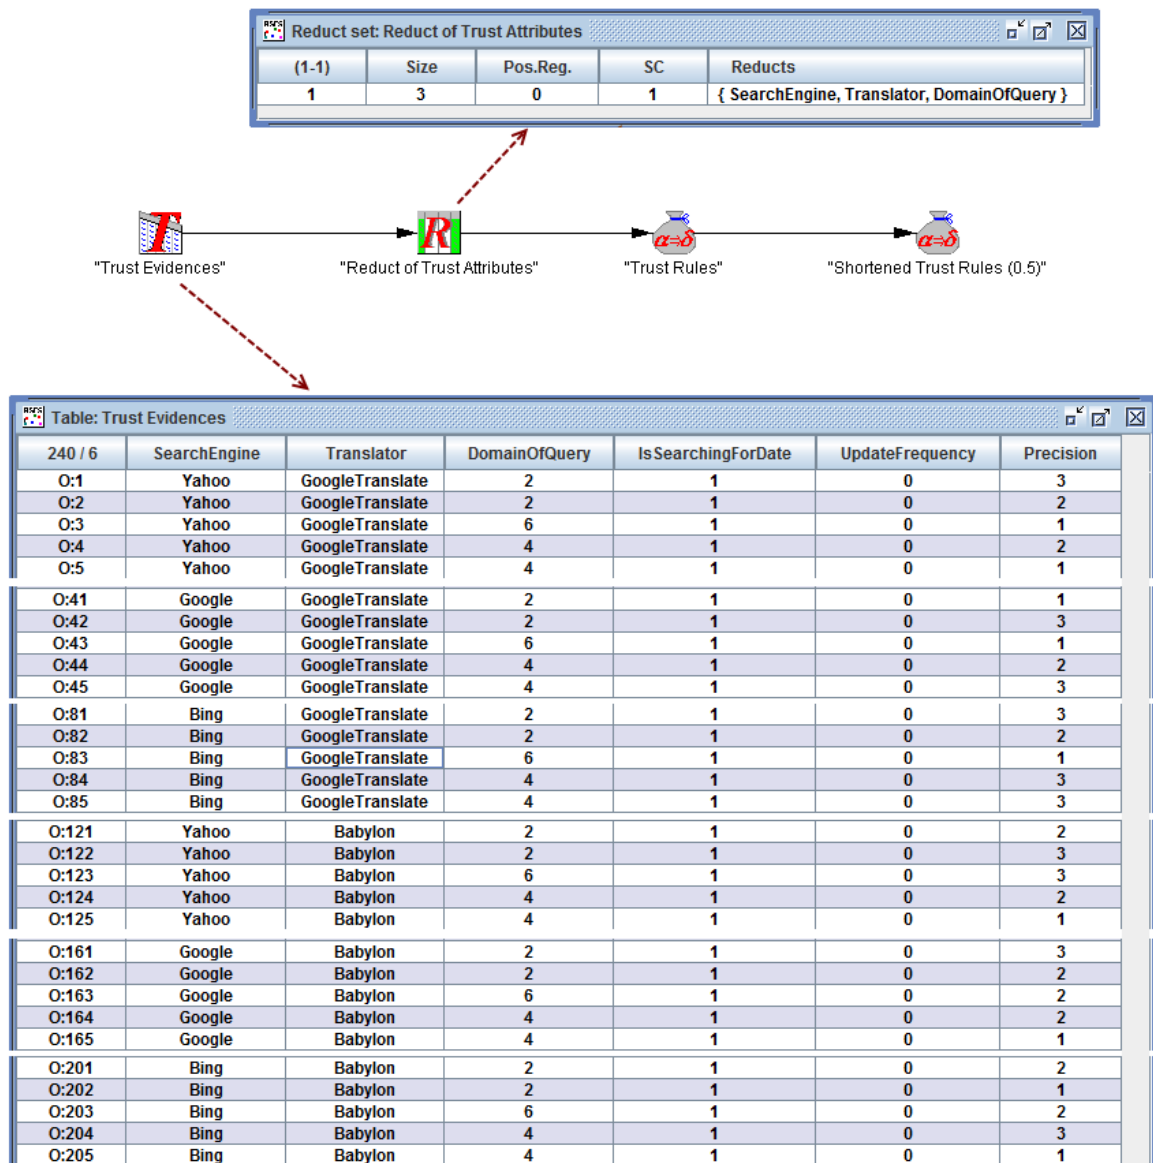 Reduct set: Reduct of Trust Attributes
(1-1) Size Pos.Reg. SC Reducts
1 3 0 1 { SearchEngine, Translator, DomainOfQuery }
T R α⇒δ α⇒δ
"Trust Evidences" "Reduct of Trust Attributes" "Trust Rules" "Shortened Trust Rules (0.5)"
Table: Trust Evidences
240 / 6 SearchEngine Translator DomainOfQuery IsSearchingForDate UpdateFrequency Precision
O:1 Yahoo GoogleTranslate 2 1 0 3
O:2 Yahoo GoogleTranslate 2 1 0 2
O:3 Yahoo GoogleTranslate 6 1 0 1
O:4 Yahoo GoogleTranslate 4 1 0 2
O:5 Yahoo GoogleTranslate 4 1 0 1
O:41 Google GoogleTranslate 2 1 0 1
O:42 Google GoogleTranslate 2 1 0 3
O:43 Google GoogleTranslate 6 1 0 1
O:44 Google GoogleTranslate 4 1 0 2
O:45 Google GoogleTranslate 4 1 0 3
O:81 Bing GoogleTranslate 2 1 0 3
O:82 Bing GoogleTranslate 2 1 0 2
O:83 Bing GoogleTranslate 6 1 0 1
O:84 Bing GoogleTranslate 4 1 0 3
O:85 Bing GoogleTranslate 4 1 0 3
O:121 Yahoo Babylon 2 1 0 2
O:122 Yahoo Babylon 2 1 0 3
O:123 Yahoo Babylon 6 1 0 3
O:124 Yahoo Babylon 4 1 0 2
O:125 Yahoo Babylon 4 1 0 1
O:161 Google Babylon 2 1 0 3
O:162 Google Babylon 2 1 0 2
O:163 Google Babylon 6 1 0 2
O:164 Google Babylon 4 1 0 2
O:165 Google Babylon 4 1 0 1
O:201 Bing Babylon 2 1 0 2
O:202 Bing Babylon 2 1 0 1
O:203 Bing Babylon 6 1 0 2
O:204 Bing Babylon 4 1 0 3
O:205 Bing Babylon 4 1 0 1